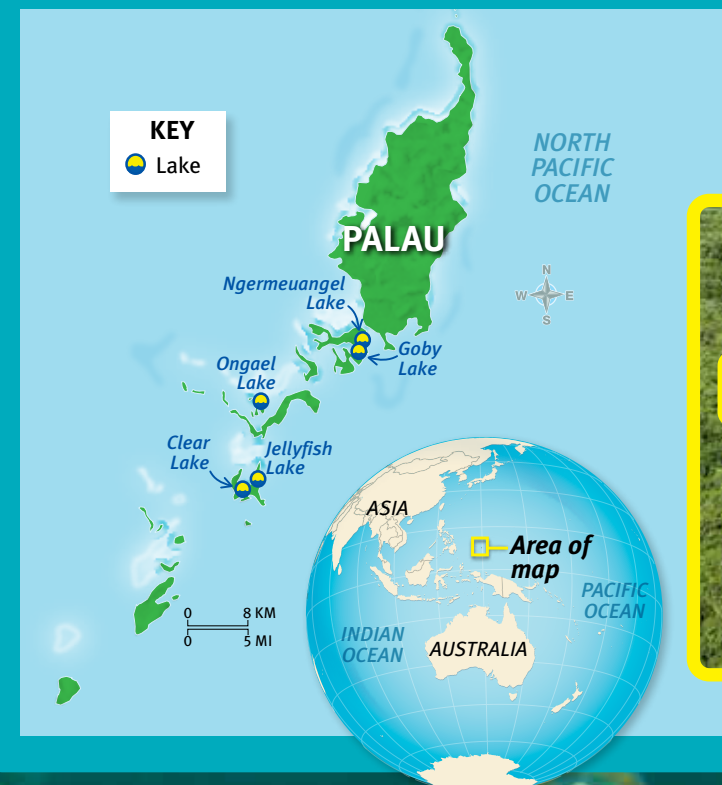 KEY
Lake
NORTH
PACIFIC
OCEAN
PALAU
N
W
E
S
Ngermeuangel
Lake
Goby
Lake
Ongael
Lake
Clear
Lake
Jellyfish
Lake
0
8 KM
0
5 MI
ASIA
Area of
map
PACIFIC
OCEAN
INDIAN
OCEAN
AUSTRALIA